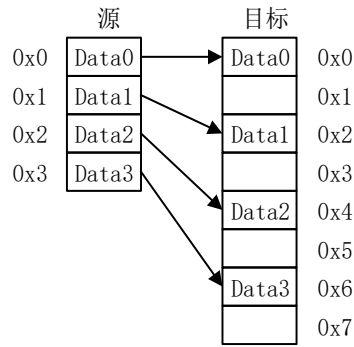 源 目标
0x0 Data0 Data0 0x0
0x1 Data1 0x1
0x2 Data2 Data1 0x2
0x3 Data3 0x3
Data2 0x4
0x5
Data3 0x6
0x7